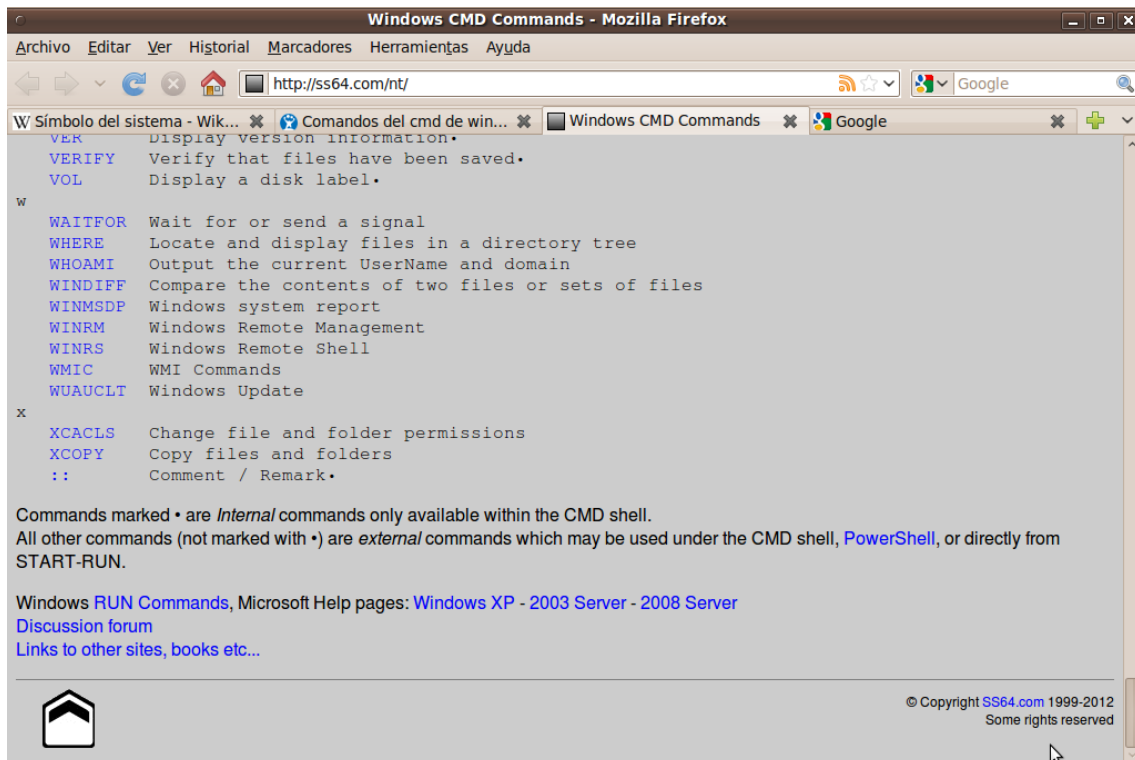 Windows CMD Commands - Mozilla Firefox
Archivo Editar Ver Historial Marcadores Herramientas Ayuda
http://ss64.com/nt/ Google
W Símbolo del sistema - Wik... Comandos del cmd de win... Windows CMD Commands Google
VER Display version information•
VERIFY Verify that files have been saved•
VOL Display a disk label•
w
WAITFOR Wait for or send a signal
WHERE Locate and display files in a directory tree
WHOAMI Output the current UserName and domain
WINDIFF Compare the contents of two files or sets of files
WINMSDP Windows system report
WINRM Windows Remote Management
WINRS Windows Remote Shell
WMIC WMI Commands
WUAUCLT Windows Update
x
XCACLS Change file and folder permissions
XCOPY Copy files and folders
:: Comment / Remark•
Commands marked • are Internal commands only available within the CMD shell.
All other commands (not marked with •) are external commands which may be used under the CMD shell, PowerShell, or directly from
START-RUN.
Windows RUN Commands, Microsoft Help pages: Windows XP - 2003 Server - 2008 Server
Discussion forum
Links to other sites, books etc...
© Copyright SS64.com 1999-2012
Some rights reserved